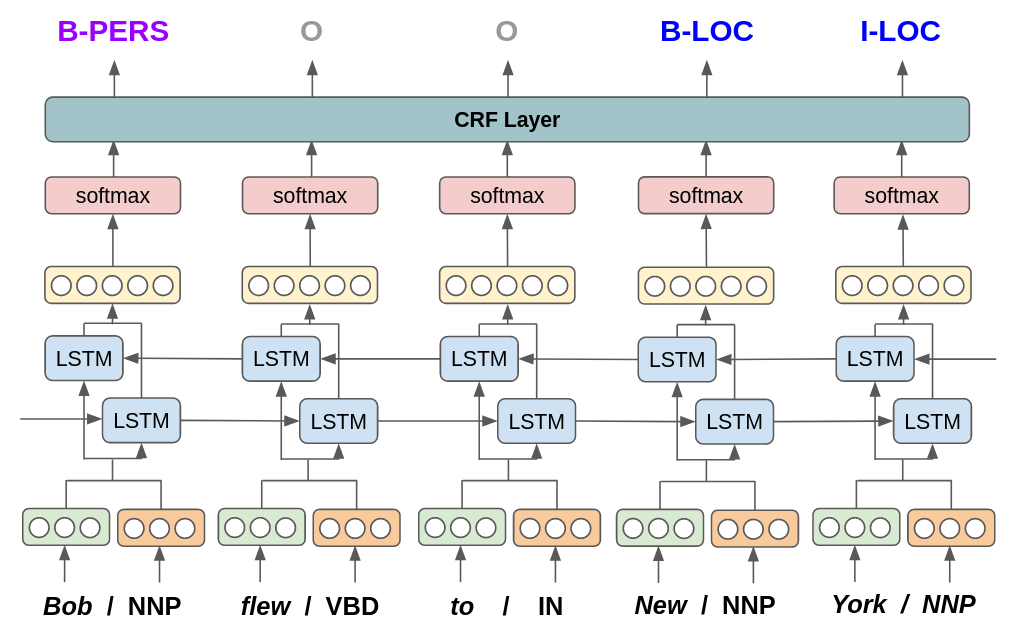 B-PERS O O B-LOC I-LOC
CRF Layer
softmax softmax softmax softmax softmax
LSTM LSTM LSTM LSTM LSTM
LSTM LSTM LSTM LSTM LSTM
Bob / NNP flew / VBD to / IN New / NNP York / NNP